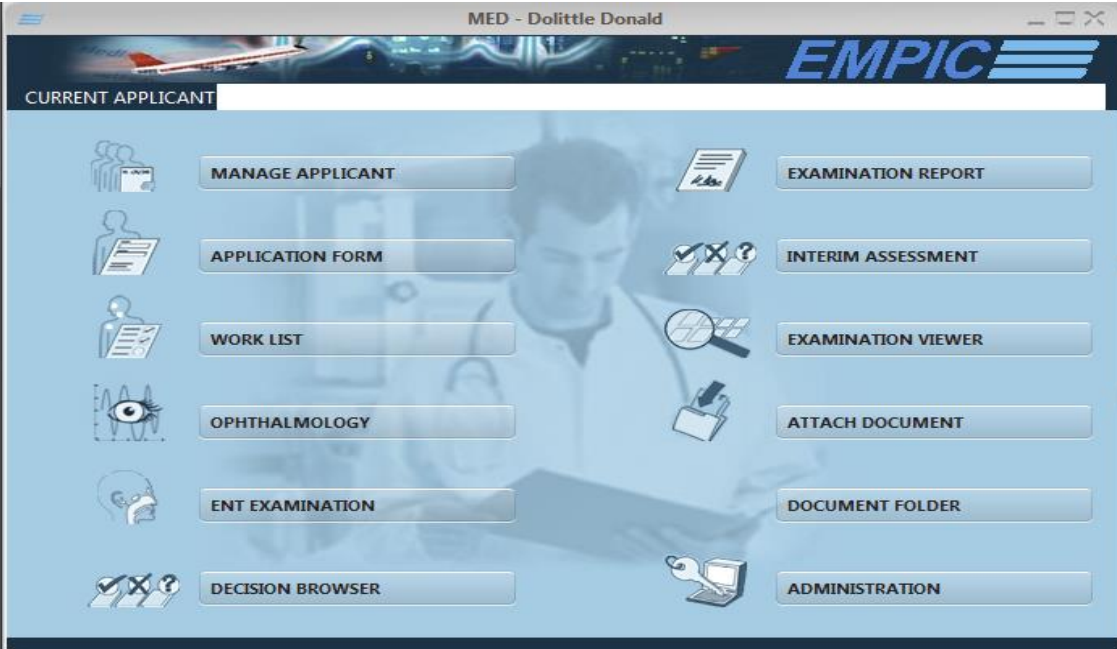 MED - Dolittle Donald
EMPIC
CURRENT APPLICANT
MANAGE APPLICANT
EXAMINATION REPORT
APPLICATION FORM
INTERIM ASSESSMENT
WORK LIST
EXAMINATION VIEWER
OPHTHALMOLOGY
ATTACH DOCUMENT
ENT EXAMINATION
DOCUMENT FOLDER
DECISION BROWSER
ADMINISTRATION